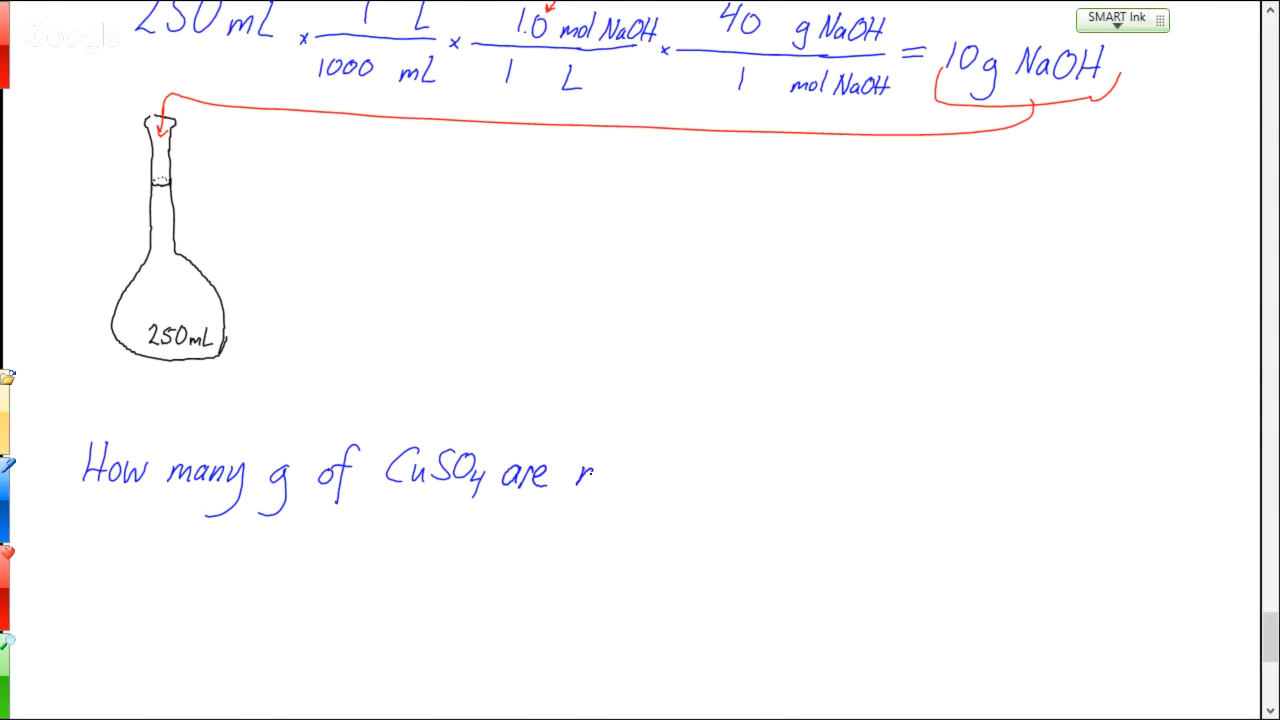 Google
SMART Ink
250 mL × 1 L / 1000 mL × 1.0 mol NaOH / 1 L × 40 g NaOH / 1 mol NaOH = 10g NaOH
250mL
How many g of CuSO4 are r